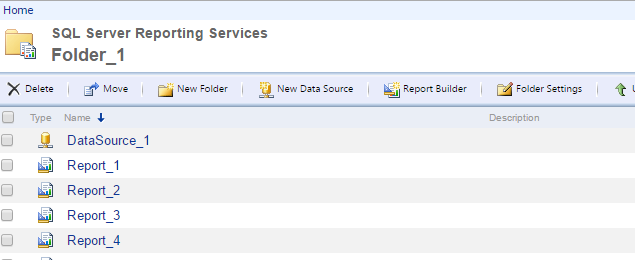 Home
SQL Server Reporting Services
Folder_1
Delete Move New Folder New Data Source Report Builder Folder Settings
Type Name Description
DataSource_1
Report_1
Report_2
Report_3
Report_4